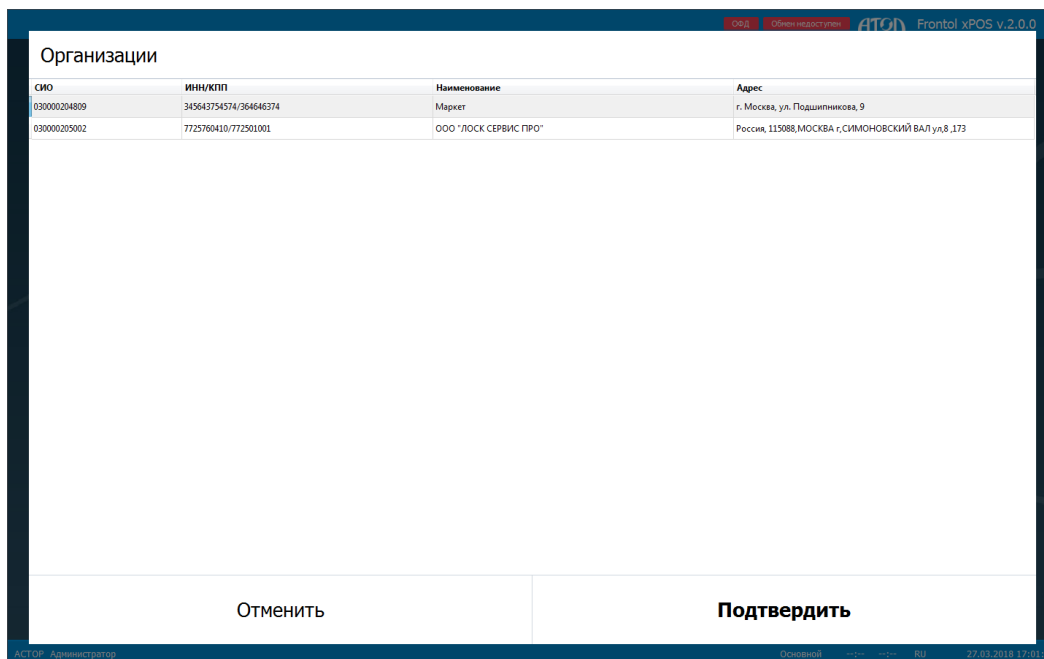 ОФД Обмен недоступен АТОЛ Frontol xPOS v.2.0.0
Организации
СИО ИНН/КПП Наименование Адрес
030000204809 345643754574/364646374 Маркет г. Москва, ул. Подшипникова, 9
030000205002 7725760410/772501001 ООО "ЛОСК СЕРВИС ПРО" Россия, 115088,МОСКВА г,СИМОНОВСКИЙ ВАЛ ул,8 ,173
Отменить Подтвердить
АСТОР Администратор Основной --:-- --:-- RU 27.03.2018 17:01: